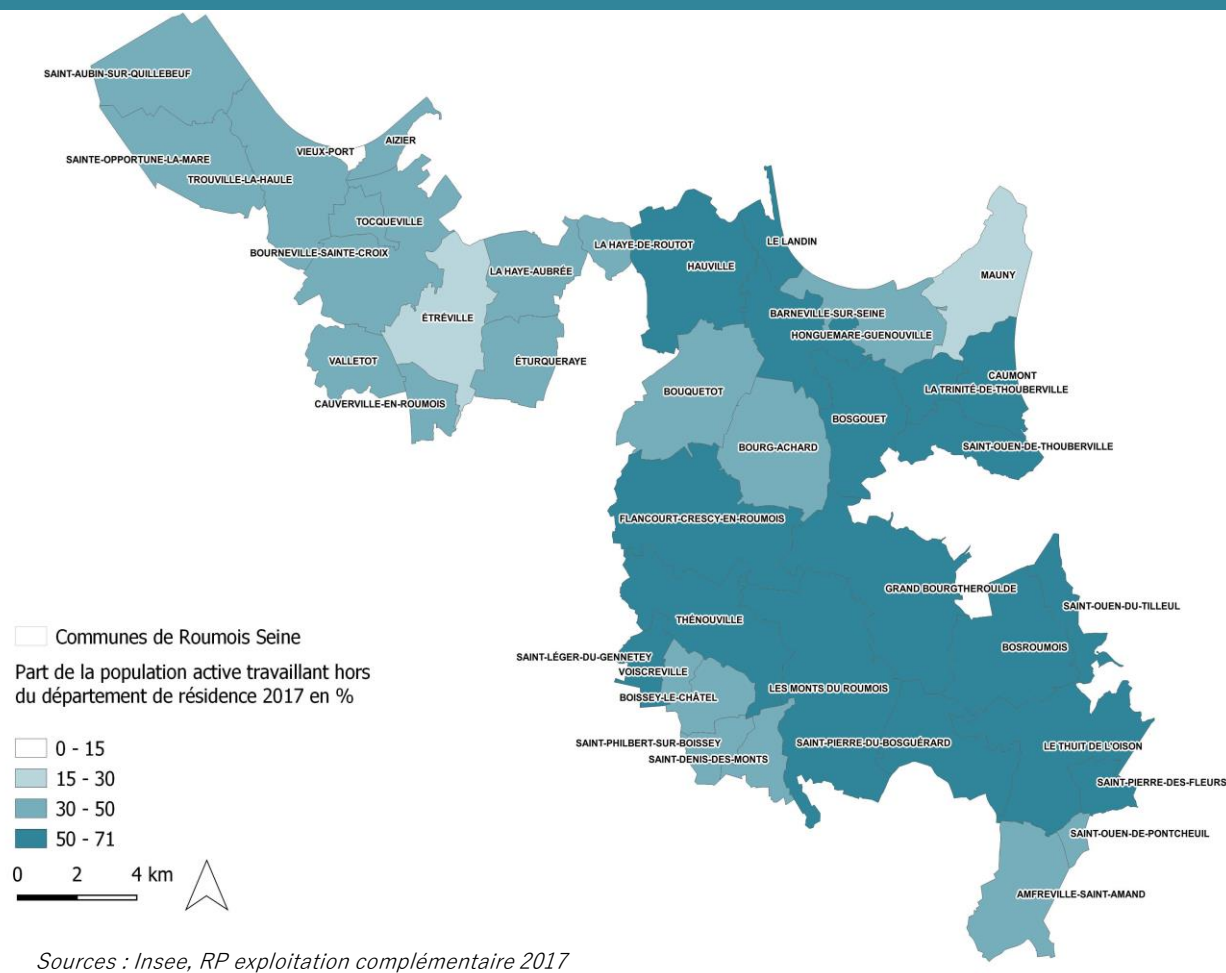 SAINT-AUBIN-SUR-QUILLEBEUF
AIZIER
VIEUX-PORT
SAINTE-OPPORTUNE-LA-MARE
TROUVILLE-LA-HAULE
TOCQUEVILLE
BOURNEVILLE-SAINTE-CROIX
LA HAYE-DE-ROUTOT
LE LANDIN
HAUVILLE
LA HAYE-AUBRÉE
MAUNY
ÉTRÉVILLE
BARNEVILLE-SUR-SEINE
HONGUEMARE-GUENOUVILLE
VALLETOT
ÉTURQUERAYE
CAUMONT
LA TRINITÉ-DE-THOUBERVILLE
BOUQUETOT
CAUVERVILLE-EN-ROUMOIS
BOSGOUET
BOURG-ACHARD
SAINT-OUEN-DE-THOUBERVILLE
FLANCOURT-CRESCY-EN-ROUMOIS
GRAND BOURGTHEROULDE
SAINT-OUEN-DU-TILLEUL
THÉNOUVILLE
BOSROUMOIS
SAINT-LÉGER-DU-GENNETEY
VOISCREVILLE
LES MONTS DU ROUMOIS
BOISSEY-LE-CHÂTEL
SAINT-PHILBERT-SUR-BOISSEY
SAINT-PIERRE-DU-BOSGUÉRARD
LE THUIT DE L'OISON
SAINT-DENIS-DES-MONTS
SAINT-PIERRE-DES-FLEURS
SAINT-OUEN-DE-PONTCHEUIL
AMFREVILLE-SAINT-AMAND
Communes de Roumois Seine
Part de la population active travaillant hors
du département de résidence 2017 en %
0 - 15
15 - 30
30 - 50
50 - 71
0 2 4 km
Sources : Insee, RP exploitation complémentaire 2017